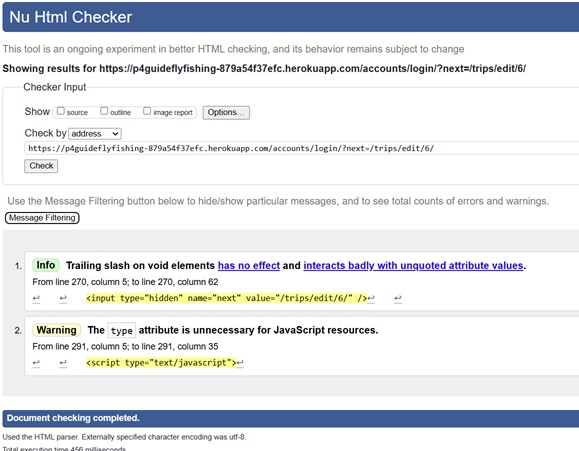 Nu Html Checker
This tool is an ongoing experiment in better HTML checking, and its behavior remains subject to change
Showing results for https://p4guideflyfishing-879a54f37efc.herokuapp.com/accounts/login/?next=/trips/edit/6/
Checker Input
Show source outline image report Options...
Check by address
https://p4guideflyfishing-879a54f37efc.herokuapp.com/accounts/login/?next=/trips/edit/6/
Check
Use the Message Filtering button below to hide/show particular messages, and to see total counts of errors and warnings.
Message Filtering
1. Info Trailing slash on void elements has no effect and interacts badly with unquoted attribute values.
From line 270, column 5; to line 270, column 62
↩ ↩ <input type="hidden" name="next" value="/trips/edit/6/" />↩ ↩
2. Warning The type attribute is unnecessary for JavaScript resources.
From line 291, column 5; to line 291, column 35
↩ ↩ <script type="text/javascript">↩
Document checking completed.
Used the HTML parser. Externally specified character encoding was utf-8.
Total execution time 456 milliseconds